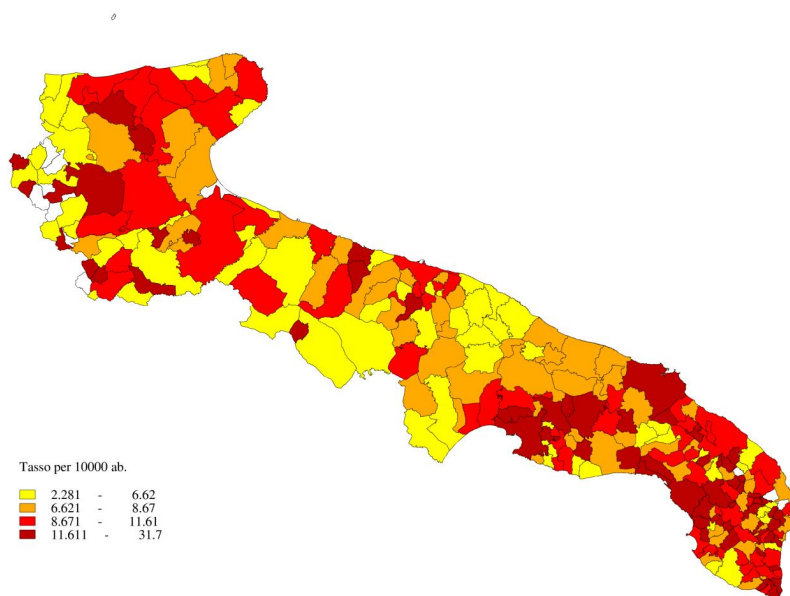 Tasso per 10000 ab.
2.281 - 6.62
6.621 - 8.67
8.671 - 11.61
11.611 - 31.7